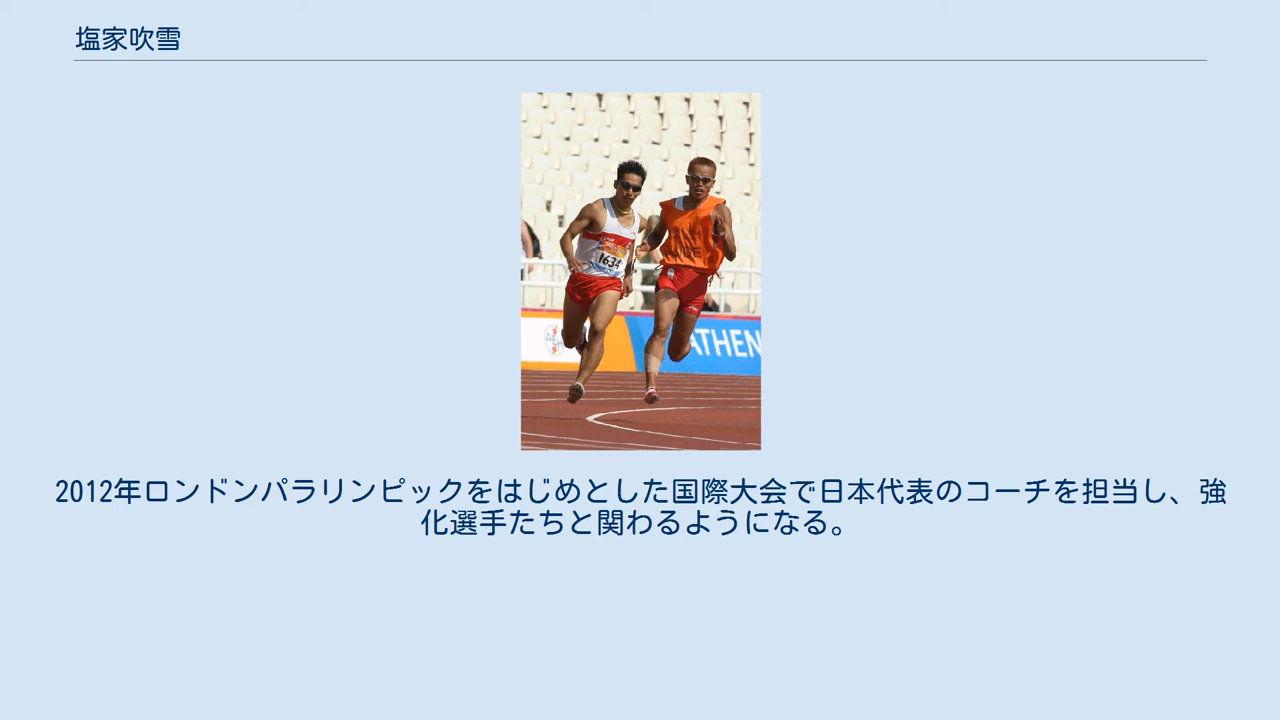 塩家吹雪
1634
ATHEN
2012年ロンドンパラリンピックをはじめとした国際大会で日本代表のコーチを担当し、強
化選手たちと関わるようになる。